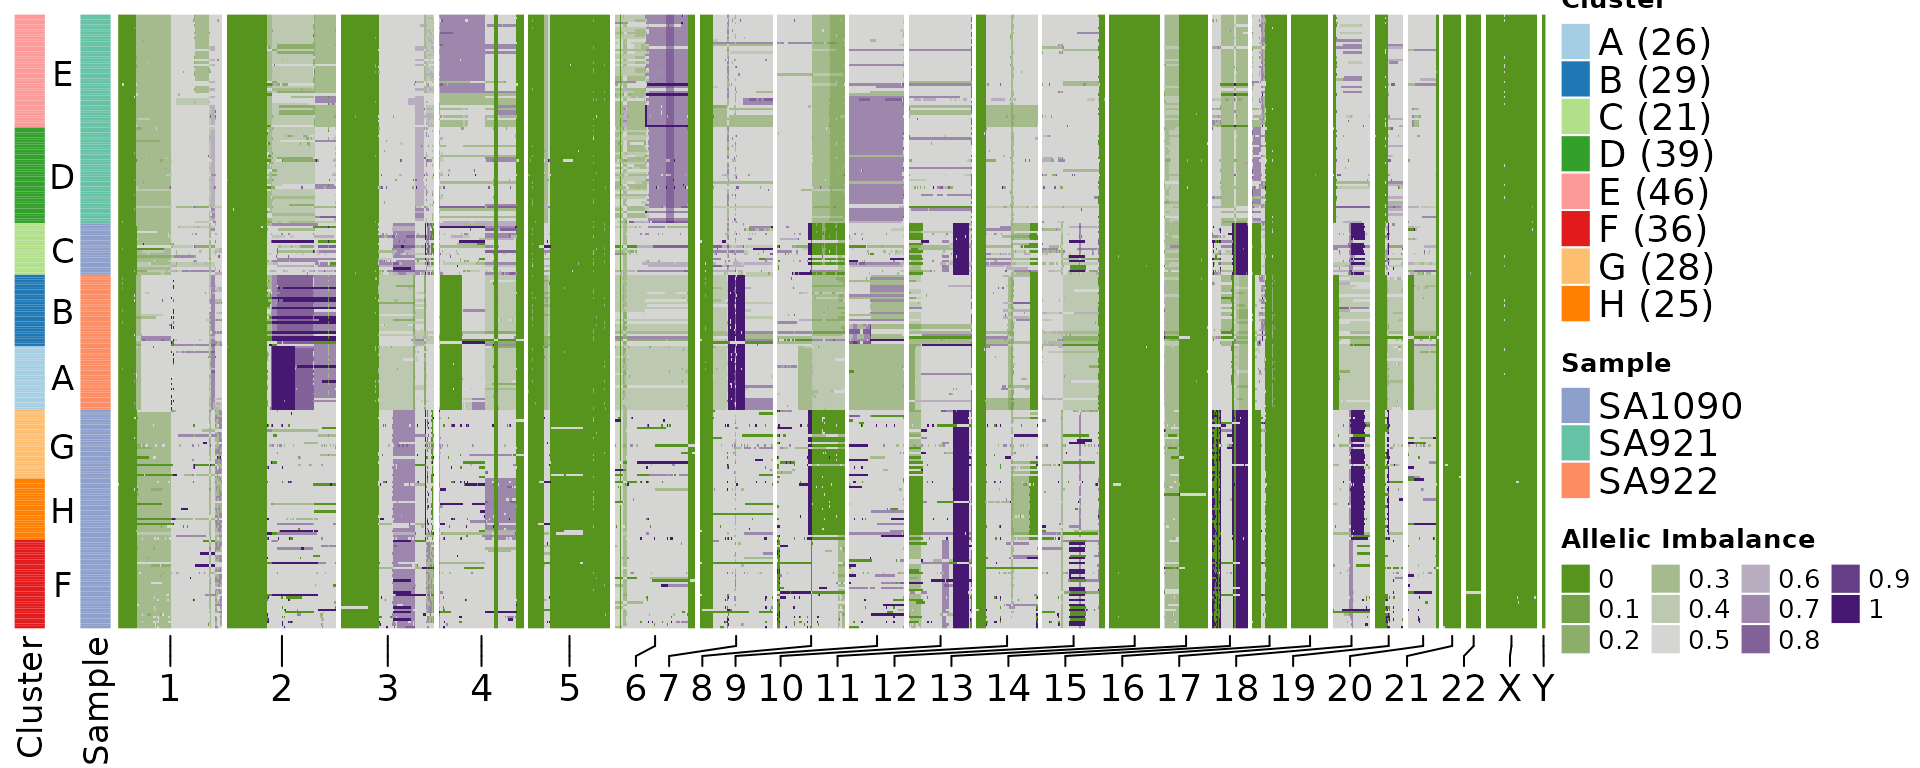 Cluster
A (26)
B (29)
C (21)
D (39)
E (46)
F (36)
G (28)
H (25)
Sample
SA1090
SA921
SA922
Allelic Imbalance
0 0.3 0.6 0.9
0.1 0.4 0.7 1
0.2 0.5 0.8
E
D
C
B
A
G
H
F
Cluster
Sample
1 2 3 4 5 6 7 8 9 10 11 12 13 14 15 16 17 18 19 20 21 22 X Y